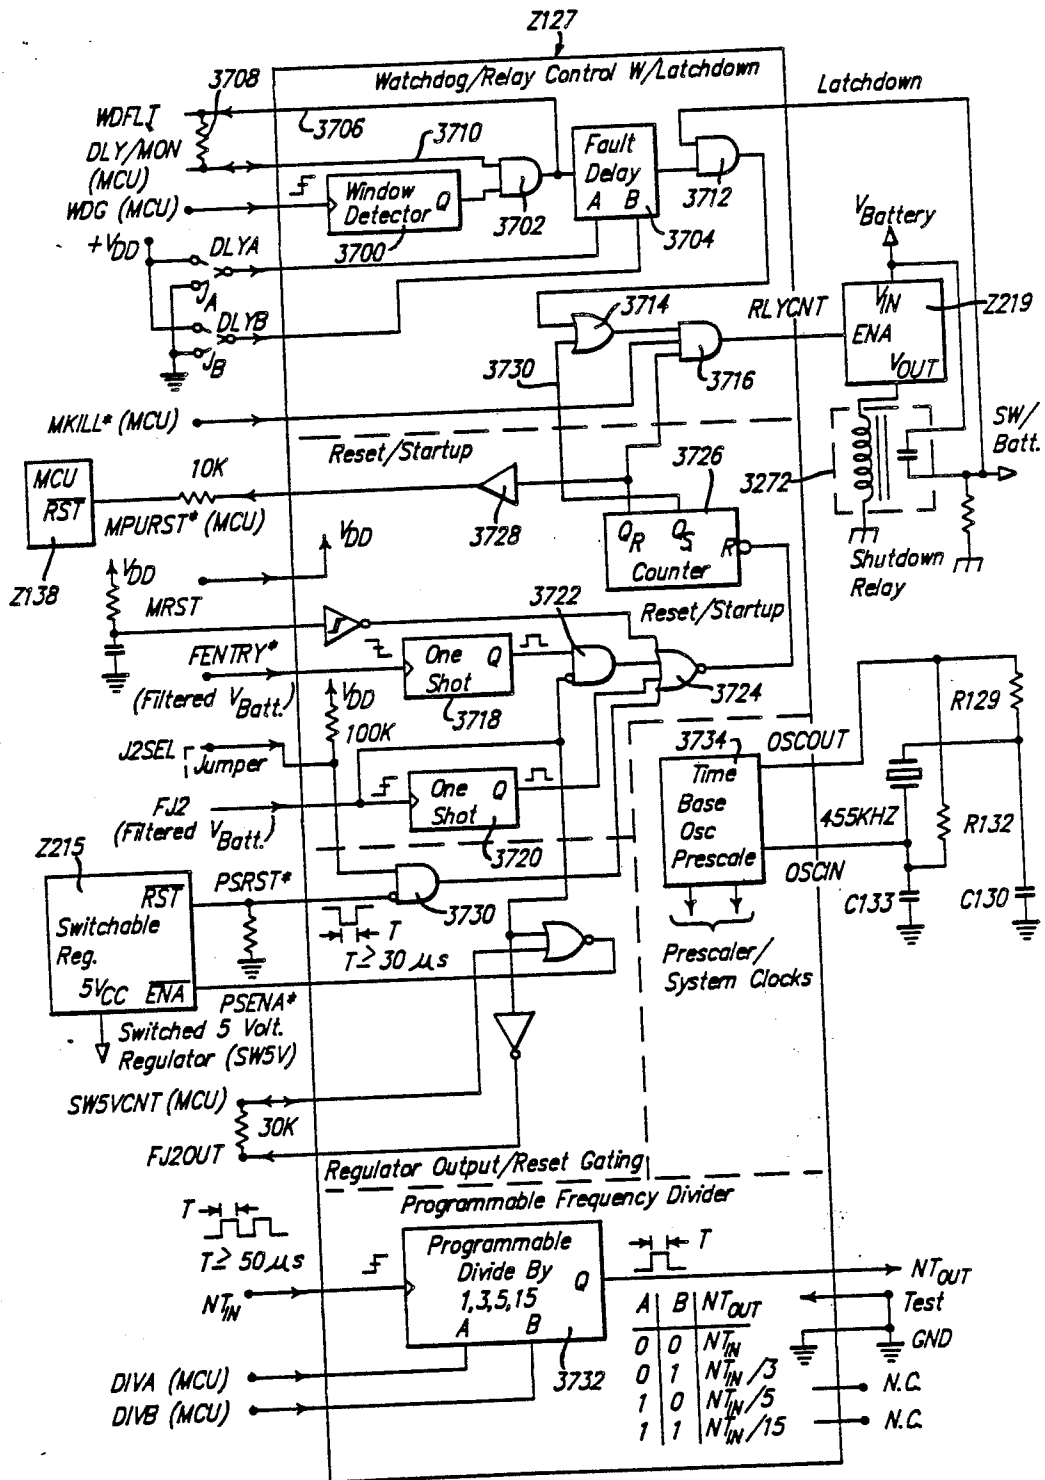 Z127
Watchdog/Relay Control W/Latchdown
3708
WDFLT
3706
DLY/MON
(MCU)
3710
WDG (MCU)
Window
Detector Q
3700
3702
Fault
Delay
A B
3704
Latchdown
3712
+VDD
DLYA
JA
DLYB
JB
VBattery
3714
3730
3716
RLYCNT
VIN
ENA
VOUT
Z219
MKILL* (MCU)
3272
SW/
Batt.
Shutdown
Relay
Reset/Startup
MCU
RST
10K
MPURST* (MCU)
Z138
3728
3726
QR QS R
Counter
Reset/Startup
VDD
VDD
MRST
FENTRY*
(Filtered VBatt.)
One Q
Shot
3718
3722
3724
VDD
100K
J2SEL
Jumper
FJ2
(Filtered VBatt.)
One Q
Shot
3720
3734
Time
Base
Osc
Prescale
OSCOUT
OSCIN
R129
455KHZ
R132
C133
C130
Prescaler/
System Clocks
Z215
RST
Switchable
Reg.
5VCC ENA
PSRST*
3730
T
T ≥ 30 μs
PSENA*
Switched 5 Volt.
Regulator (SW5V)
SW5VCNT (MCU)
30K
FJ2OUT
Regulator Output/Reset Gating
Programmable Frequency Divider
T
T ≥ 50 μs
NTIN
Programmable
Divide By
1,3,5,15
Q
A B
3732
T
NTOUT
Test
GND
A B NTOUT
0 0 NTIN
0 1 NTIN/3
1 0 NTIN/5
1 1 NTIN/15
N.C.
N.C.
DIVA (MCU)
DIVB (MCU)